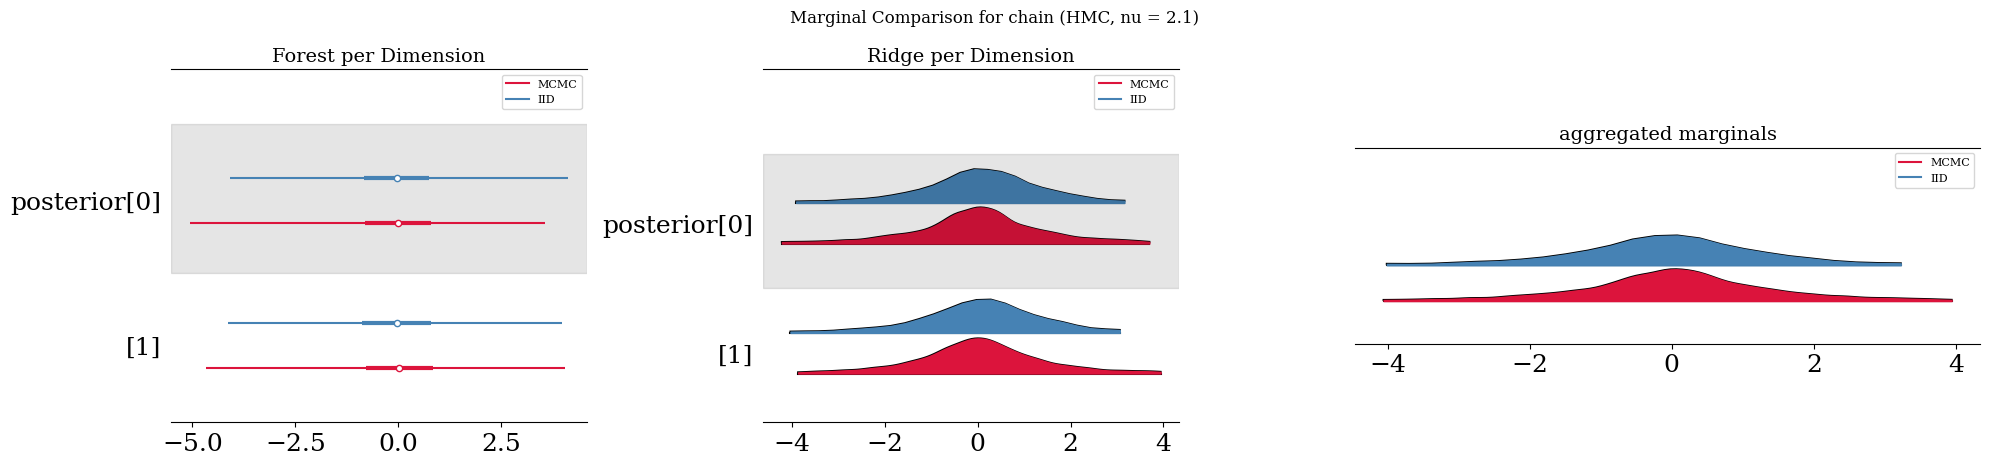 Marginal Comparison for chain (HMC, nu = 2.1)
Forest per Dimension
MCMC
IID
posterior[0]
[1]
−5.0 −2.5 0.0 2.5
Ridge per Dimension
MCMC
IID
posterior[0]
[1]
−4 −2 0 2 4
aggregated marginals
MCMC
IID
−4 −2 0 2 4